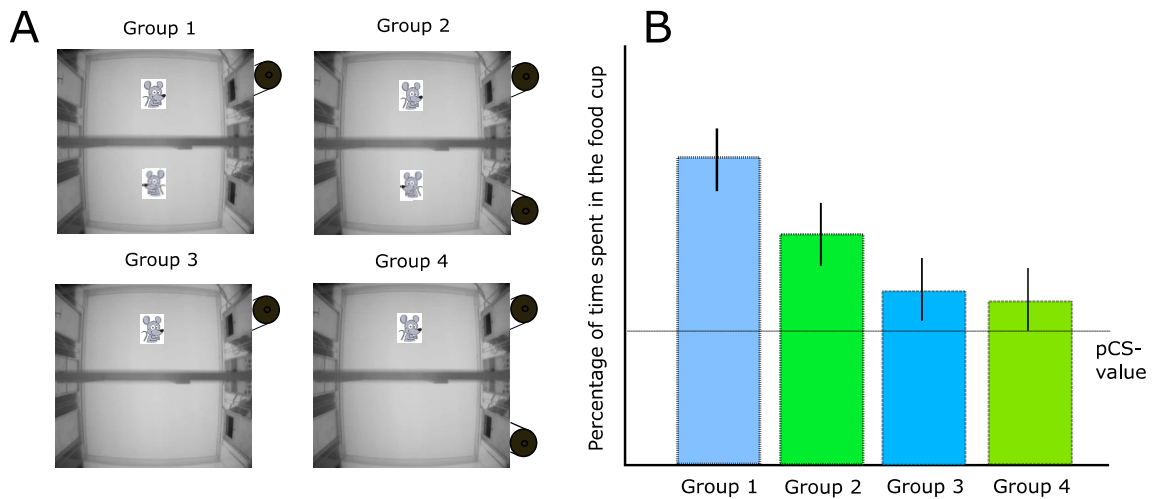 A
Group 1
Group 2
Group 3
Group 4
B
Percentage of time spent in the food cup
pCS-
value
Group 1
Group 2
Group 3
Group 4